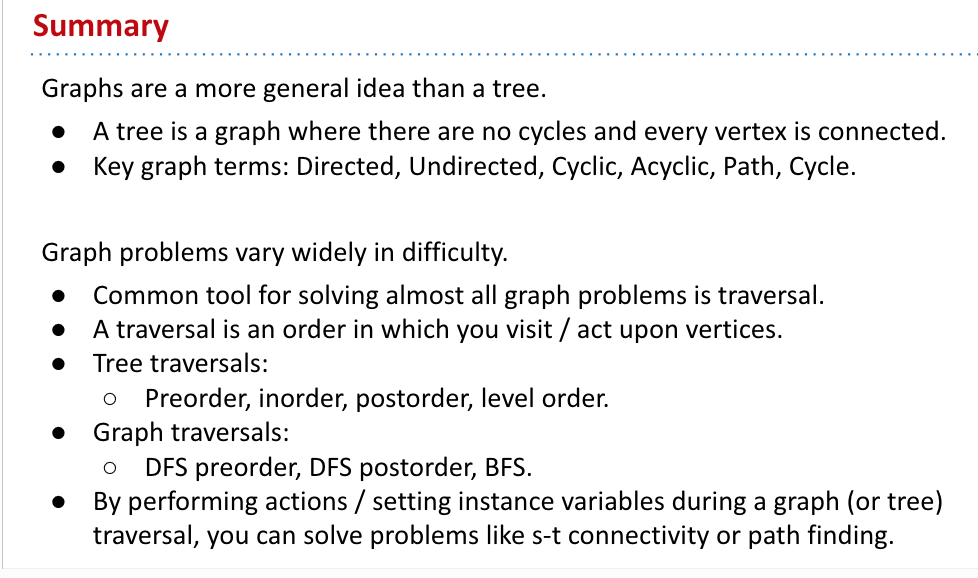 Summary
Graphs are a more general idea than a tree.
● A tree is a graph where there are no cycles and every vertex is connected.
● Key graph terms: Directed, Undirected, Cyclic, Acyclic, Path, Cycle.
Graph problems vary widely in difficulty.
● Common tool for solving almost all graph problems is traversal.
● A traversal is an order in which you visit / act upon vertices.
● Tree traversals:
○ Preorder, inorder, postorder, level order.
● Graph traversals:
○ DFS preorder, DFS postorder, BFS.
● By performing actions / setting instance variables during a graph (or tree)
traversal, you can solve problems like s-t connectivity or path finding.